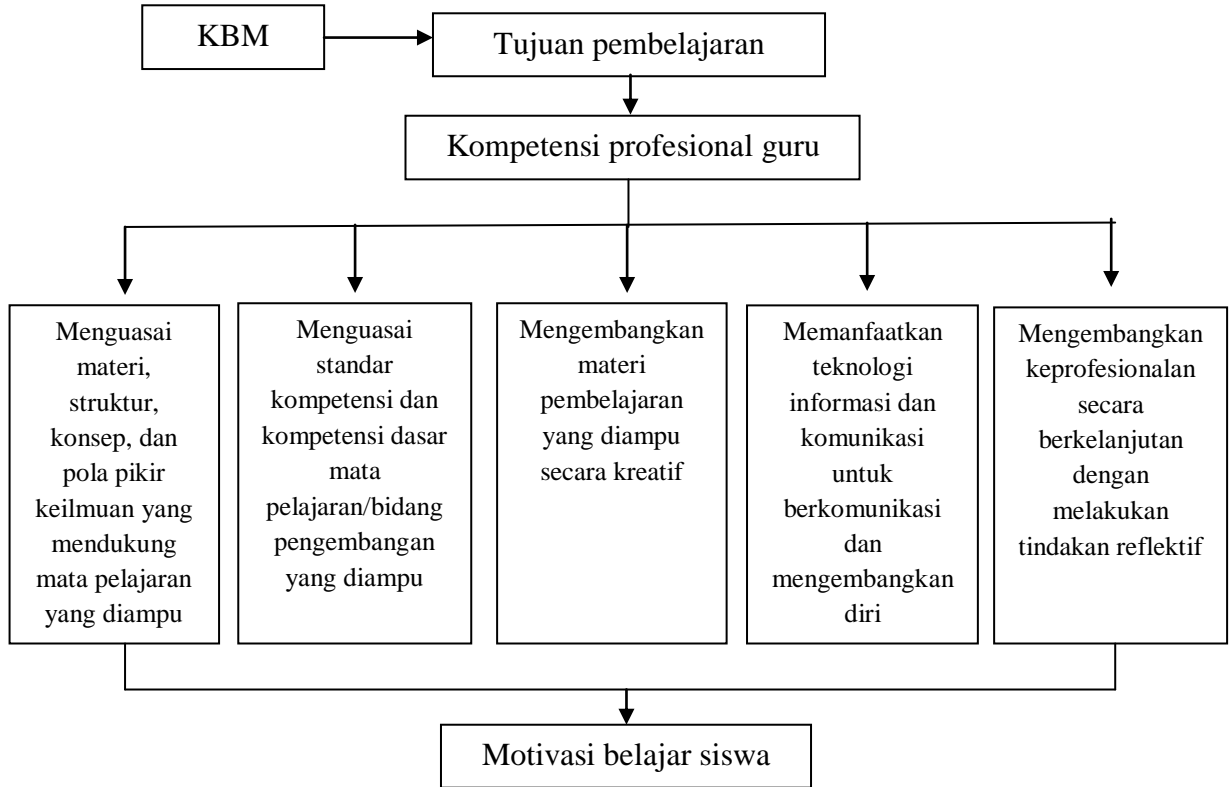 KBM
Tujuan pembelajaran
Kompetensi profesional guru
Menguasai
materi,
struktur,
konsep, dan
pola pikir
keilmuan yang
mendukung
mata pelajaran
yang diampu
Menguasai
standar
kompetensi dan
kompetensi dasar
mata
pelajaran/bidang
pengembangan
yang diampu
Mengembangkan
materi
pembelajaran
yang diampu
secara kreatif
Memanfaatkan
teknologi
informasi dan
komunikasi
untuk
berkomunikasi
dan
mengembangkan
diri
Mengembangkan
keprofesionalan
secara
berkelanjutan
dengan
melakukan
tindakan reflektif
Motivasi belajar siswa